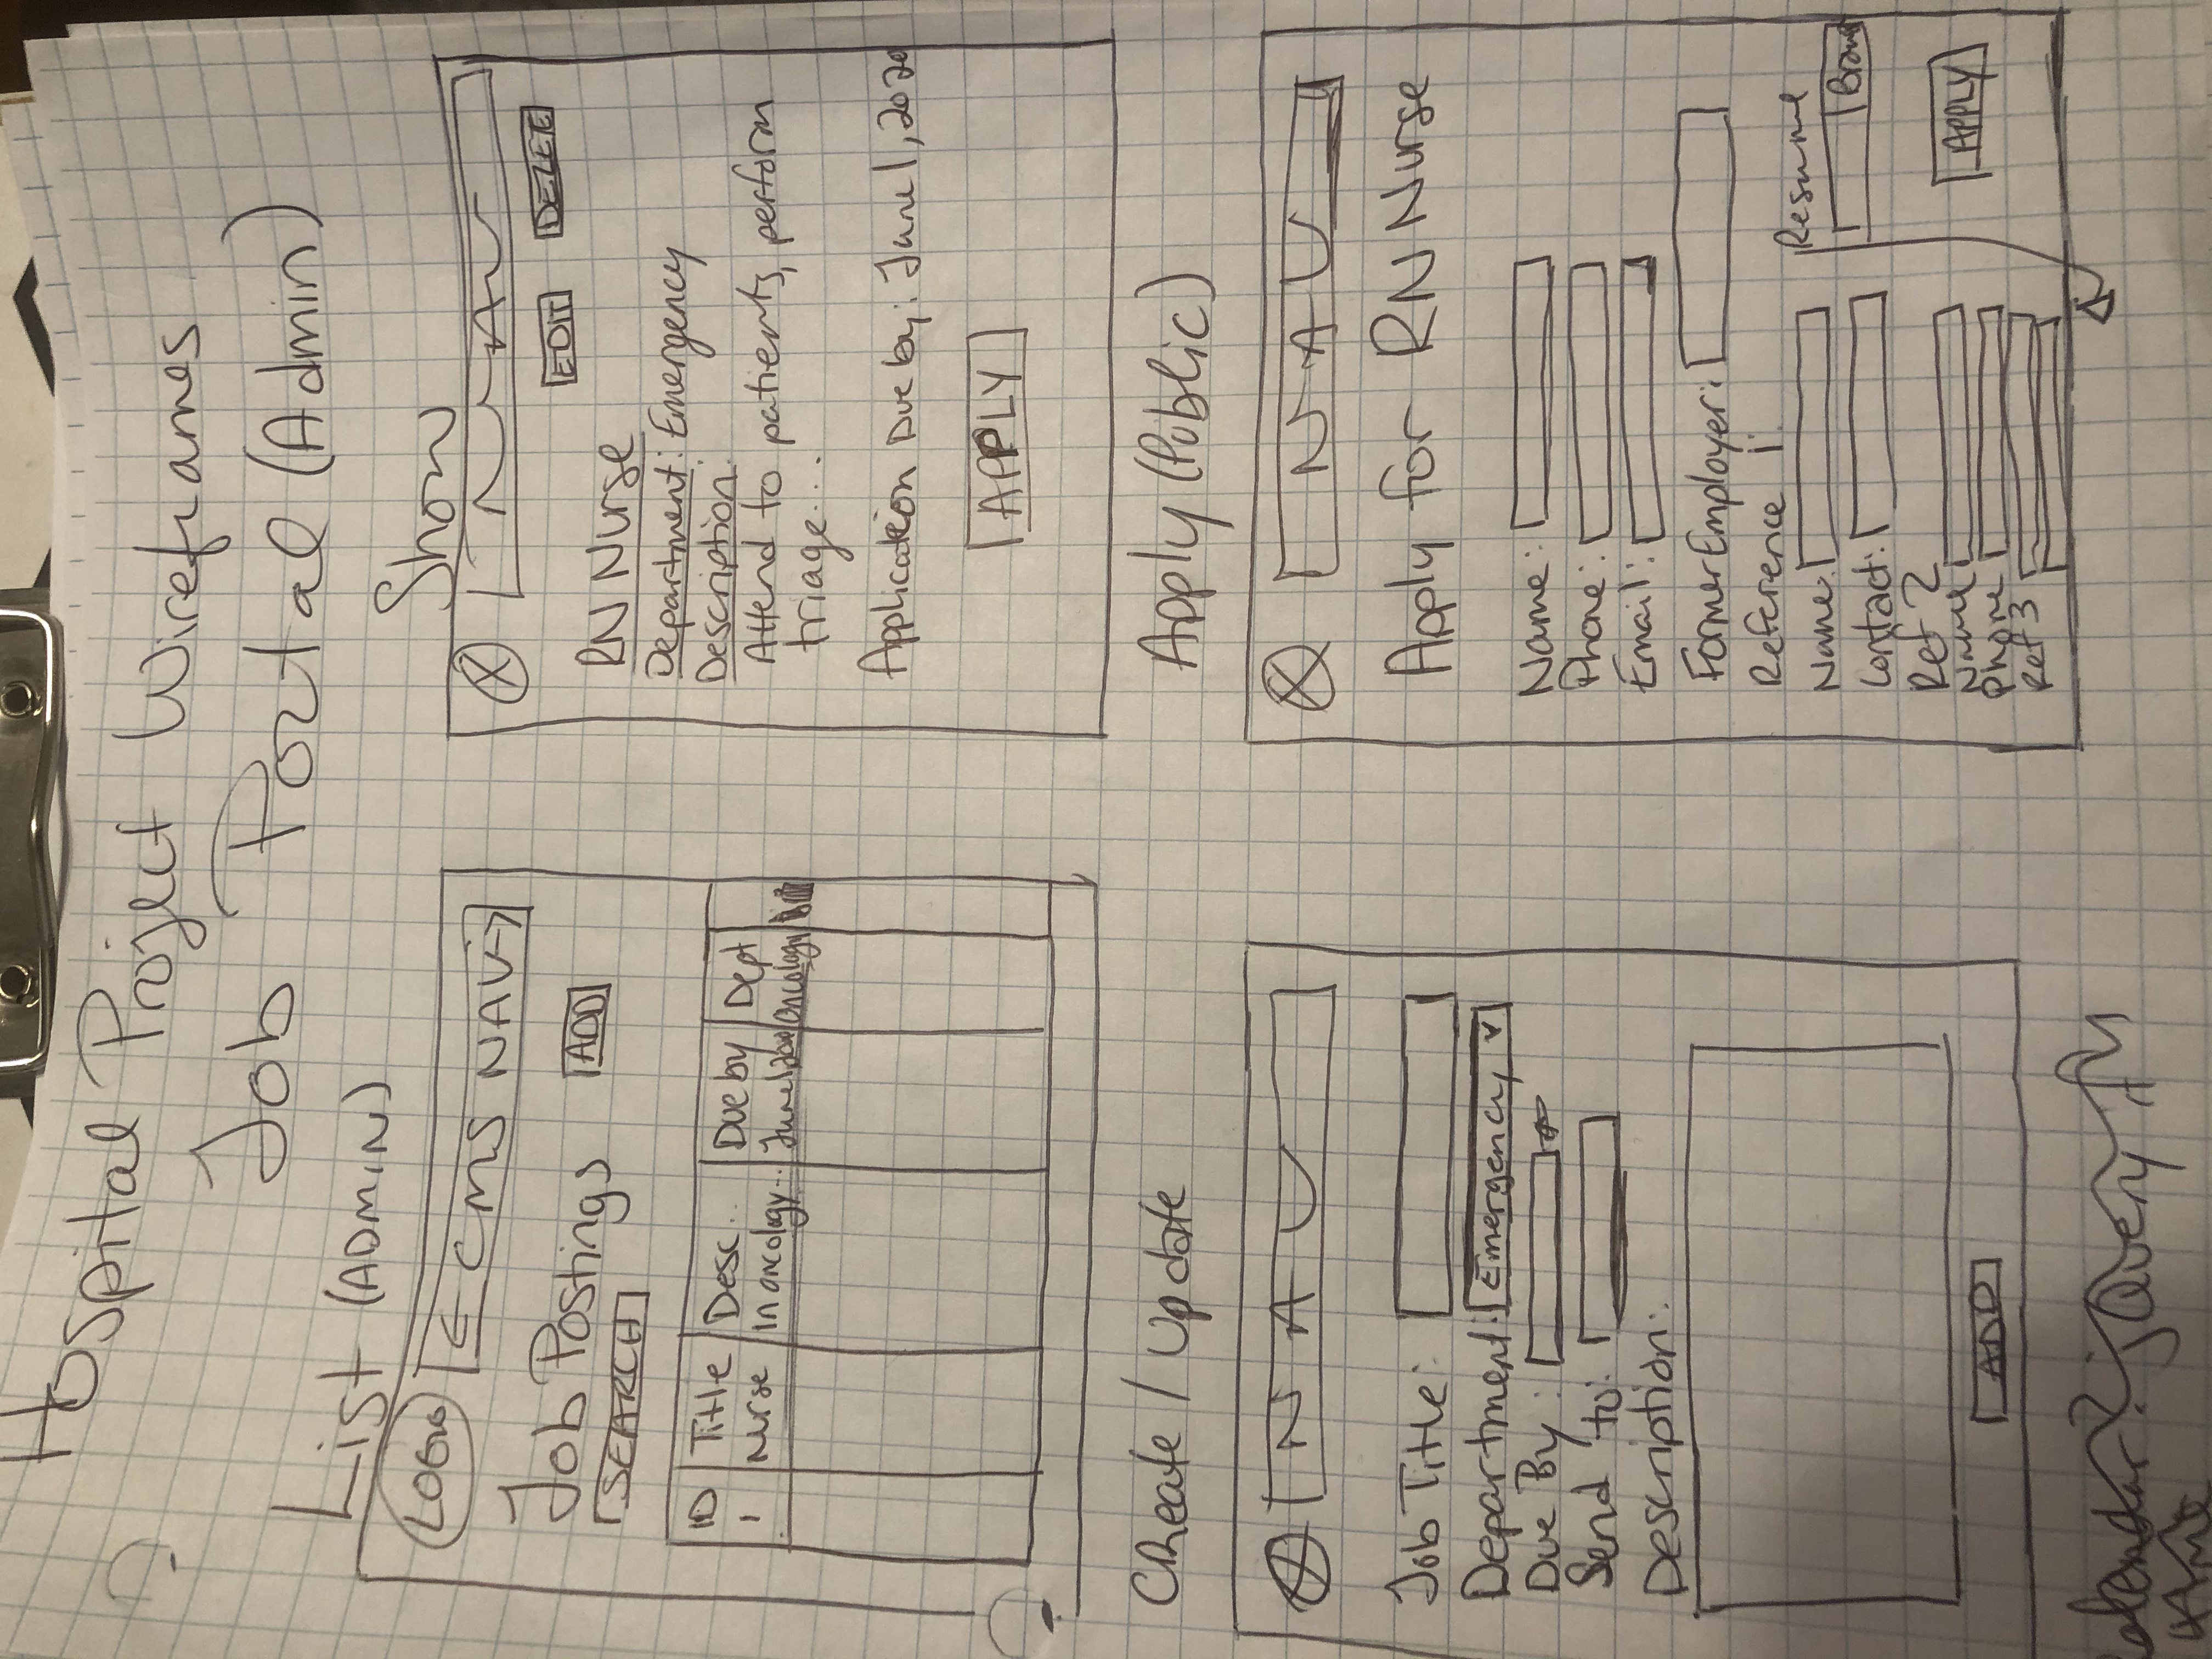 Hospital Project Wireframes
Job Portal (Admin)
List (ADMIN)
LOGO
← CMS NAV →
Job Postings
ADD
SEARCH
ID Title Desc.. Due by Dept
1 Nurse In oncology... June 1 2020 Oncology
Show
NAV
EDIT DELETE
RN Nurse
Department: Emergency
Description:
Attend to patients, perform
triage...
Application Due by: June 1, 2020
APPLY
Create / Update
NAV
Job Title:
Department: Emergency
Due By:
Send to:
Description:
ADD
Calendar? jQuery if
time
Apply (Public)
NAV
Apply for RN Nurse
Name:
Phone:
Email:
Former Employer:
Reference 1:
Name:
Contact:
Ref 2
Name
Phone
Ref 3
Resume
APPLY